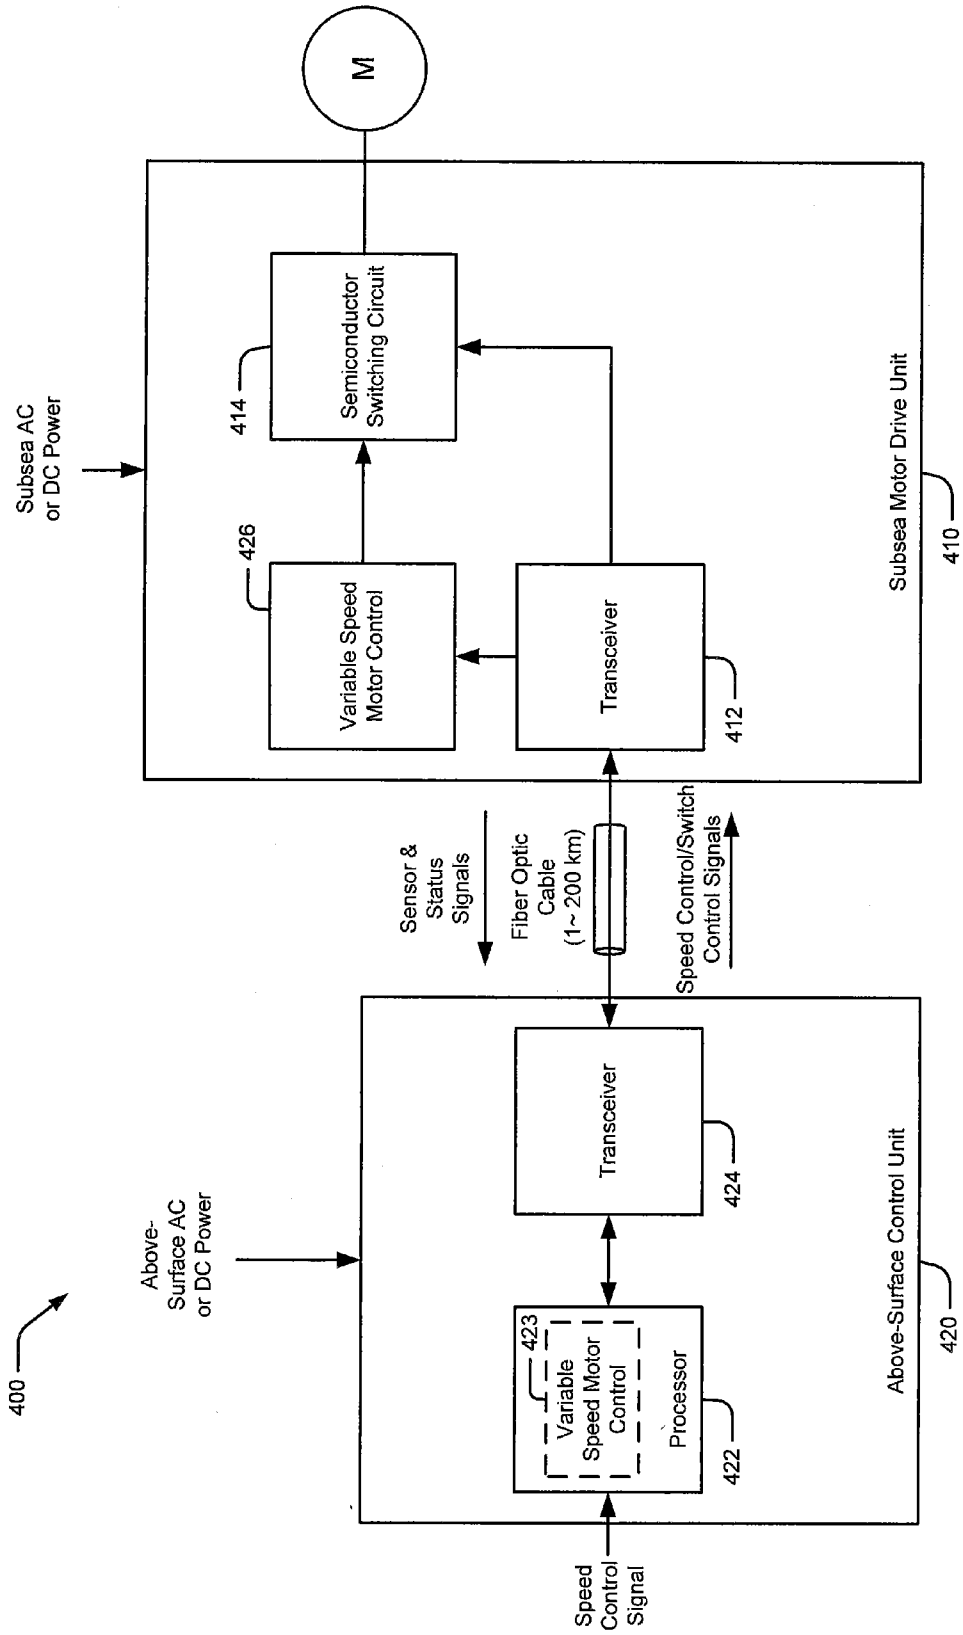 400
Above-
Surface AC
or DC Power
Subsea AC
or DC Power
Speed
Control
Signal
423
Variable
Speed Motor
Control
Processor
422
Transceiver
424
Above-Surface Control Unit
420
Sensor &
Status
Signals
Fiber Optic
Cable
(1~ 200 km)
Speed Control/Switch
Control Signals
426
Variable Speed
Motor Control
Transceiver
412
414
Semiconductor
Switching Circuit
Subsea Motor Drive Unit
410
M